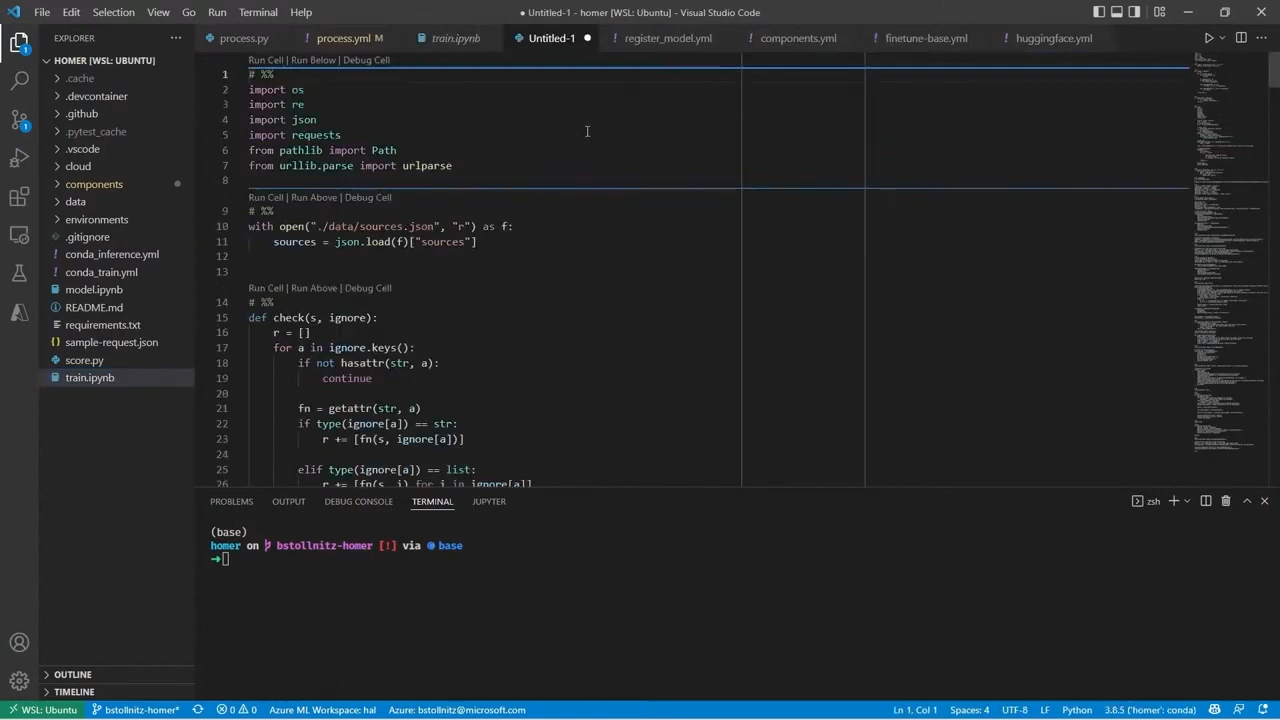 File Edit Selection View Go Run Terminal Help
● Untitled-1 - homer [WSL: Ubuntu] - Visual Studio Code
EXPLORER ···
process.py process.yml M train.ipynb Untitled-1 ● register_model.yml components.yml finetune-base.yml huggingface.yml
HOMER [WSL: UBUNTU]
.cache
.devcontainer
.github
.pytest_cache
.vscode
cloud
components
data
environments
.gitignore
conda_inference.yml
conda_train.yml
model.ipynb
README.md
requirements.txt
sample-request.json
score.py
train.ipynb
OUTLINE
TIMELINE
1
1
Run Cell | Run Below | Debug Cell
1 # %%
2 import os
3 import re
4 import json
5 import requests
6 from pathlib import Path
7 from urllib.parse import urlparse
8
Run Cell | Run Above | Debug Cell
9 # %%
10 with open("./data/sources.json", "r") as f:
11 sources = json.load(f)["sources"]
12
13
Run Cell | Run Above | Debug Cell
14 # %%
15 def check(s, ignore):
16 r = []
17 for a in ignore.keys():
18 if not hasattr(str, a):
19 continue
20
21 fn = getattr(str, a)
22 if type(ignore[a]) == str:
23 r += [fn(s, ignore[a])]
24
25 elif type(ignore[a]) == list:
26 r += [fn(s, i) for i in ignore[a]]
PROBLEMS OUTPUT DEBUG CONSOLE TERMINAL JUPYTER
zsh
(base)
homer on bstollnitz-homer [!] via base
➜
WSL: Ubuntu bstollnitz-homer* 0 0 Azure ML Workspace: hal Azure: bstollnitz@microsoft.com Ln 1, Col 1 Spaces: 4 UTF-8 LF Python 3.8.5 ('homer': conda)